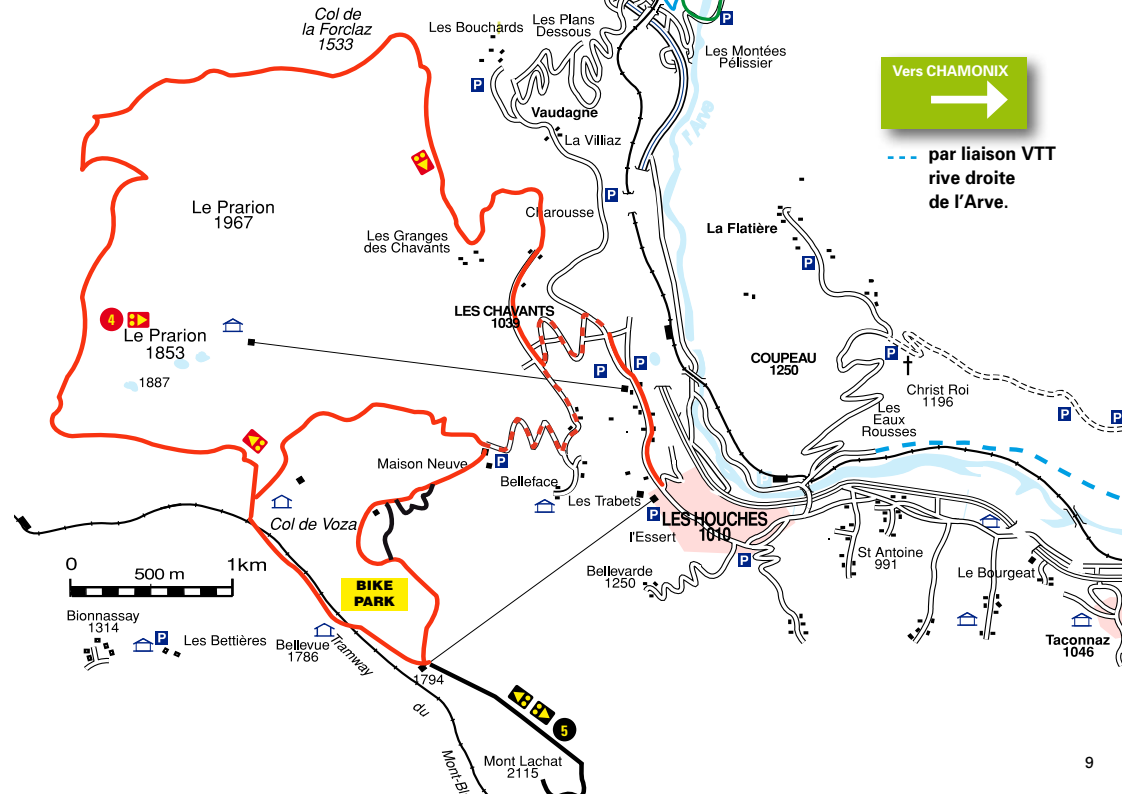 Col de
la Forclaz
1533
Les Bouchards
Les Plans
Dessous
P
Les Montées
Pélissier
P
Vers CHAMONIX
Vaudagne
l'Arve
La Villiaz
par liaison VTT
rive droite
de l'Arve.
P
Le Prarion
1967
Charousse
La Flatière
Les Granges
des Chavants
P
LES CHAVANTS
1039
4
Le Prarion
1853
1887
P
P
COUPEAU
1250
P
Christ Roi
1196
Les
Eaux
Rousses
P
P
Maison Neuve
P
Belleface
Les Trabets
P
Col de Voza
LES HOUCHES
1010
l'Essert
P
St Antoine
991
Bellevarde
1250
Le Bourgeat
0
500 m
1km
BIKE
PARK
Bionnassay
1314
P
Les Bettières
Bellevue
1786
Tramway
du
Mont-Bl
1794
Taconnaz
1046
5
Mont Lachat
2115
9